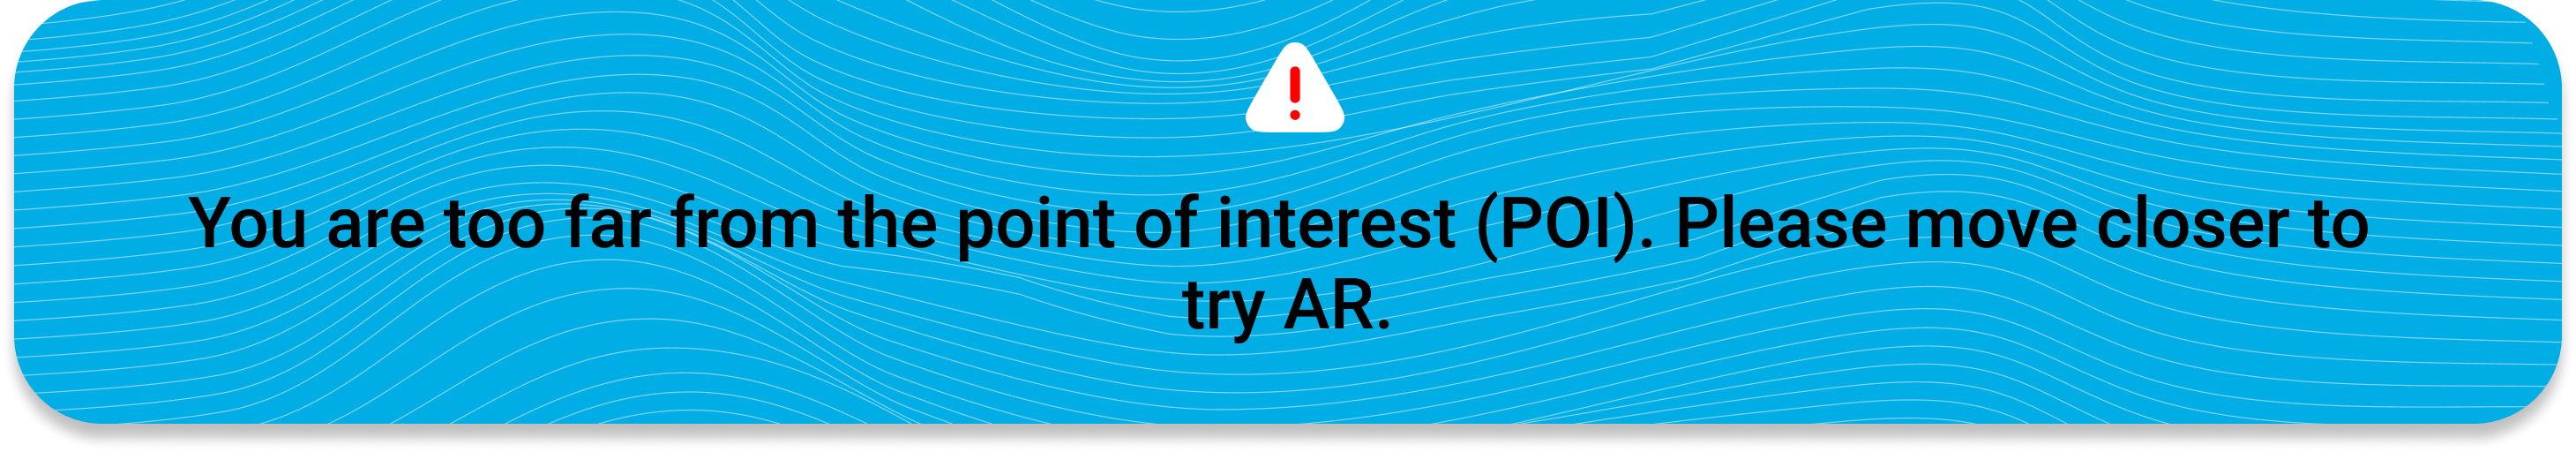 You are too far from the point of interest (POI). Please move closer to
try AR.